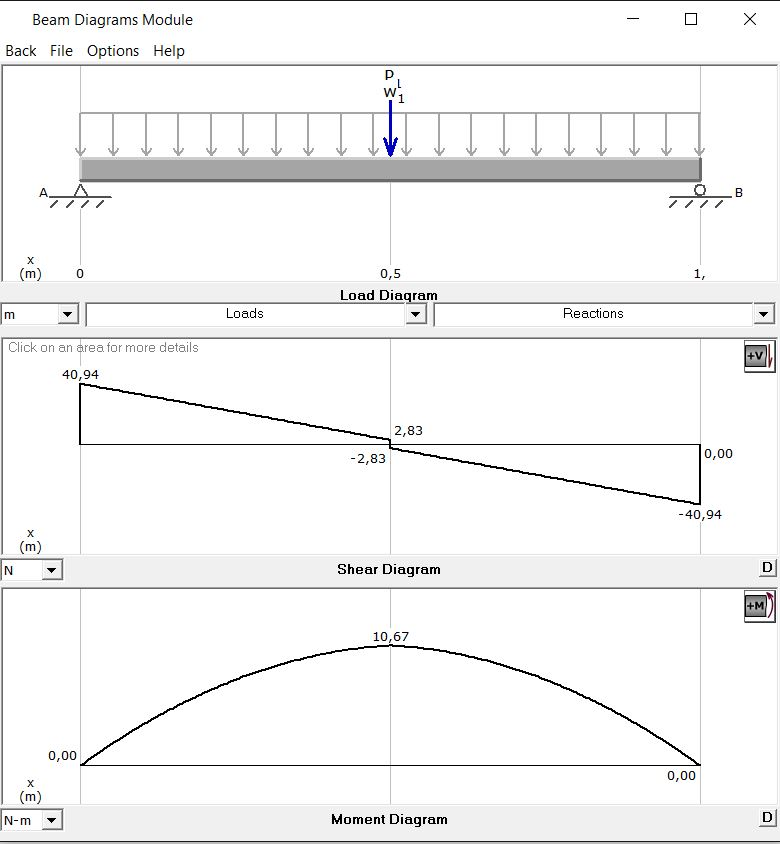 Beam Diagrams Module
Back File Options Help
P l
w 1
A
B
x
(m) 0 0,5 1,
Load Diagram
m Loads Reactions
Click on an area for more details
+V
40,94
2,83
-2,83
0,00
-40,94
x
(m)
N Shear Diagram D
+M
10,67
0,00
0,00
x
(m)
N-m Moment Diagram D